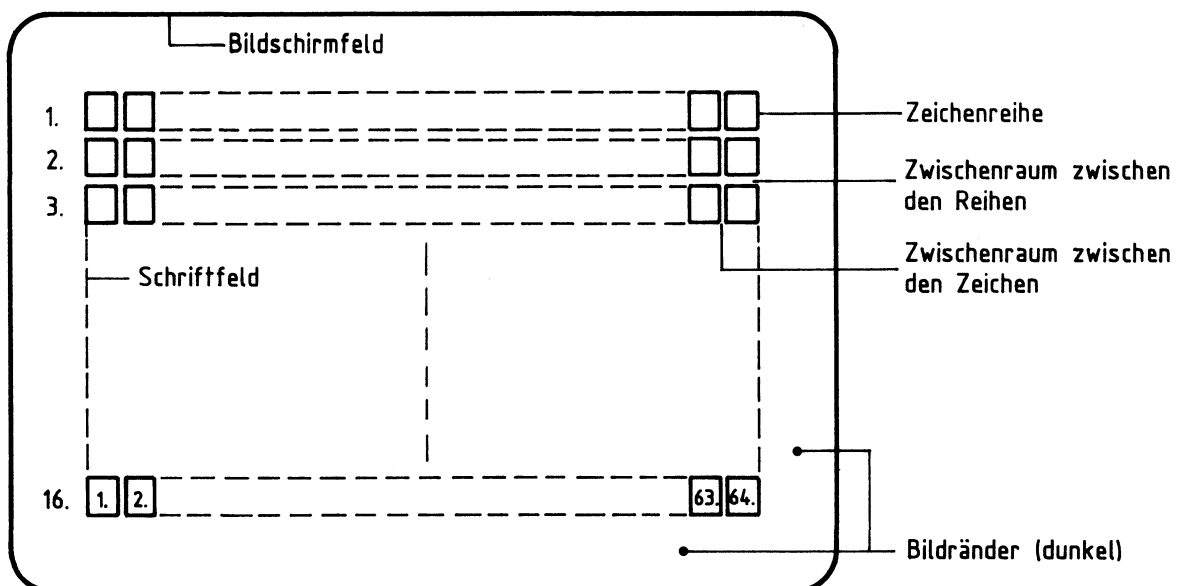 Bildschirmfeld
1.
Zeichenreihe
2.
Zwischenraum zwischen
den Reihen
3.
Zwischenraum zwischen
den Zeichen
Schriftfeld
16. 1. 2. 63. 64.
Bildränder (dunkel)